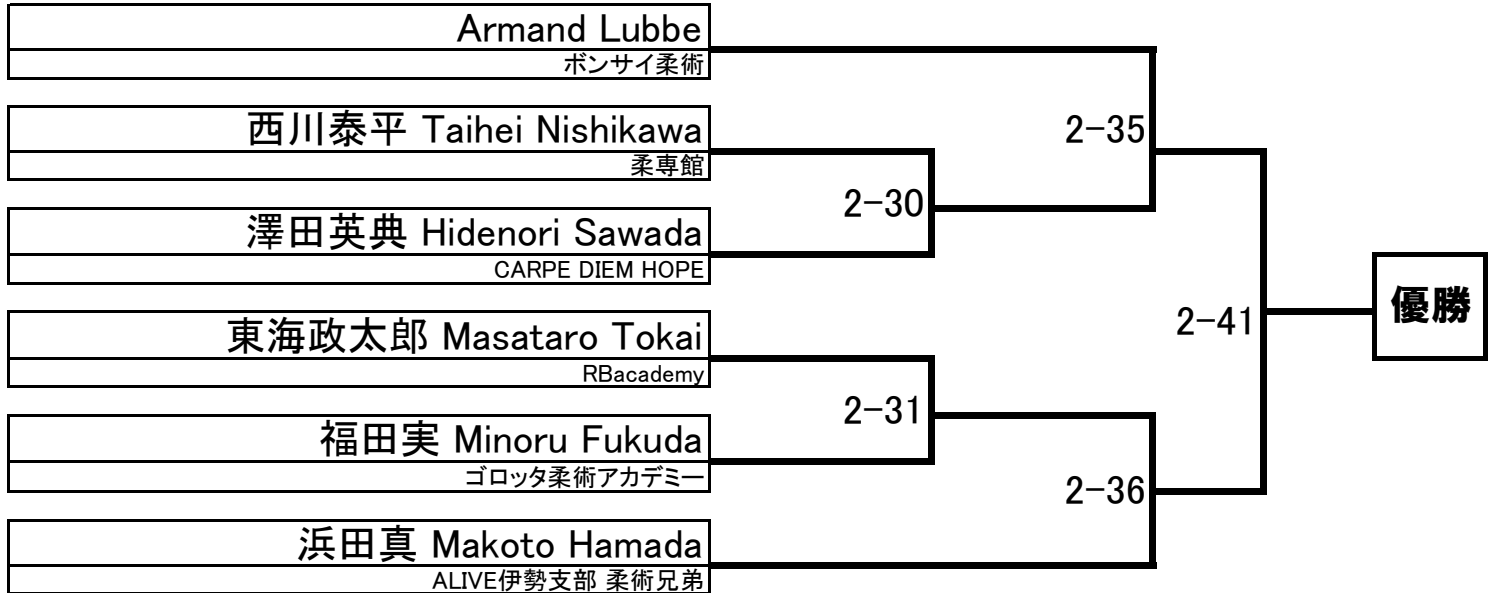 Armand Lubbe
ボンサイ柔術
西川泰平 Taihei Nishikawa
柔専館
澤田英典 Hidenori Sawada
CARPE DIEM HOPE
東海政太郎 Masataro Tokai
RBacademy
福田実 Minoru Fukuda
ゴロッタ柔術アカデミー
浜田真 Makoto Hamada
ALIVE伊勢支部 柔術兄弟
2-30
2-31
2-35
2-36
2-41
優勝